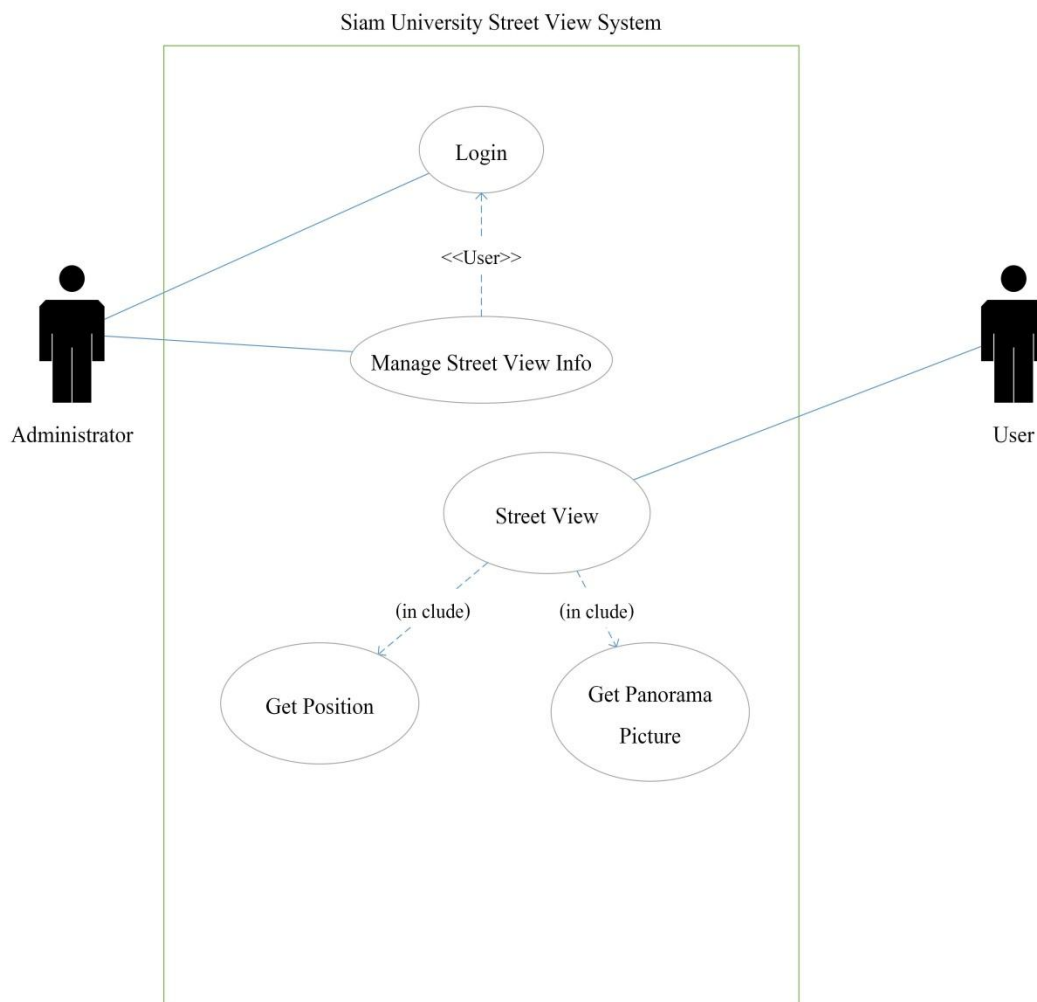 Siam University Street View System
Login
<<User>>
Manage Street View Info
Administrator
User
Street View
(in clude)
(in clude)
Get Position
Get Panorama
Picture